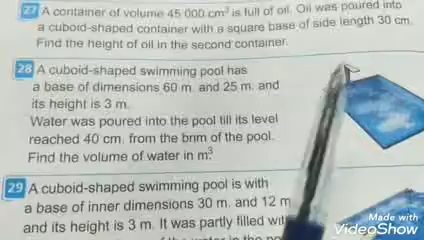 27 A container of volume 45 000 cm³ is full of oil. Oil was poured into
a cuboid-shaped container with a square base of side length 30 cm.
Find the height of oil in the second container.
28 A cuboid-shaped swimming pool has
a base of dimensions 60 m. and 25 m. and
its height is 3 m.
Water was poured into the pool till its level
reached 40 cm. from the brim of the pool.
Find the volume of water in m³.
29 A cuboid-shaped swimming pool is with
a base of inner dimensions 30 m. and 12 m
and its height is 3 m. It was partly filled
Made with
VideoShow